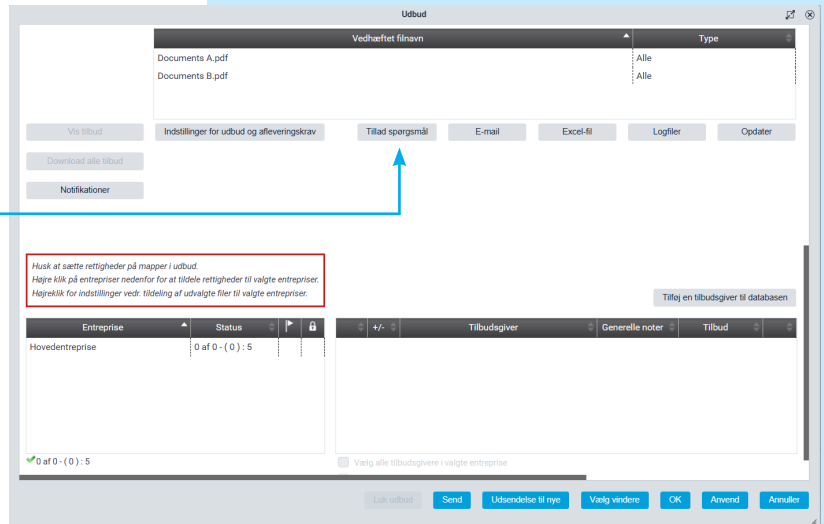 Udbud
Vedhæftet filnavn Type
Documents A.pdf Alle
Documents B.pdf Alle
Vis tilbud Indstillinger for udbud og afleveringskrav Tillad spørgsmål E-mail Excel-fil Logfiler Opdater
Download alle tilbud
Notifikationer
Husk at sætte rettigheder på mapper i udbud.
Højre klik på entrepriser nedenfor for at tildele rettigheder til valgte entrepriser.
Højreklik for indstillinger vedr. tildeling af udvalgte filer til valgte entrepriser.
Tilføj en tilbudsgiver til databasen
Entreprise Status +/- Tilbudsgiver Generelle noter Tilbud
Hovedentreprise 0 af 0 - ( 0 ) : 5
0 af 0 - ( 0 ) : 5 Vælg alle tilbudsgivere i valgte entreprise
Luk udbud Send Udsendelse til nye Vælg vindere OK Anvend Annuller